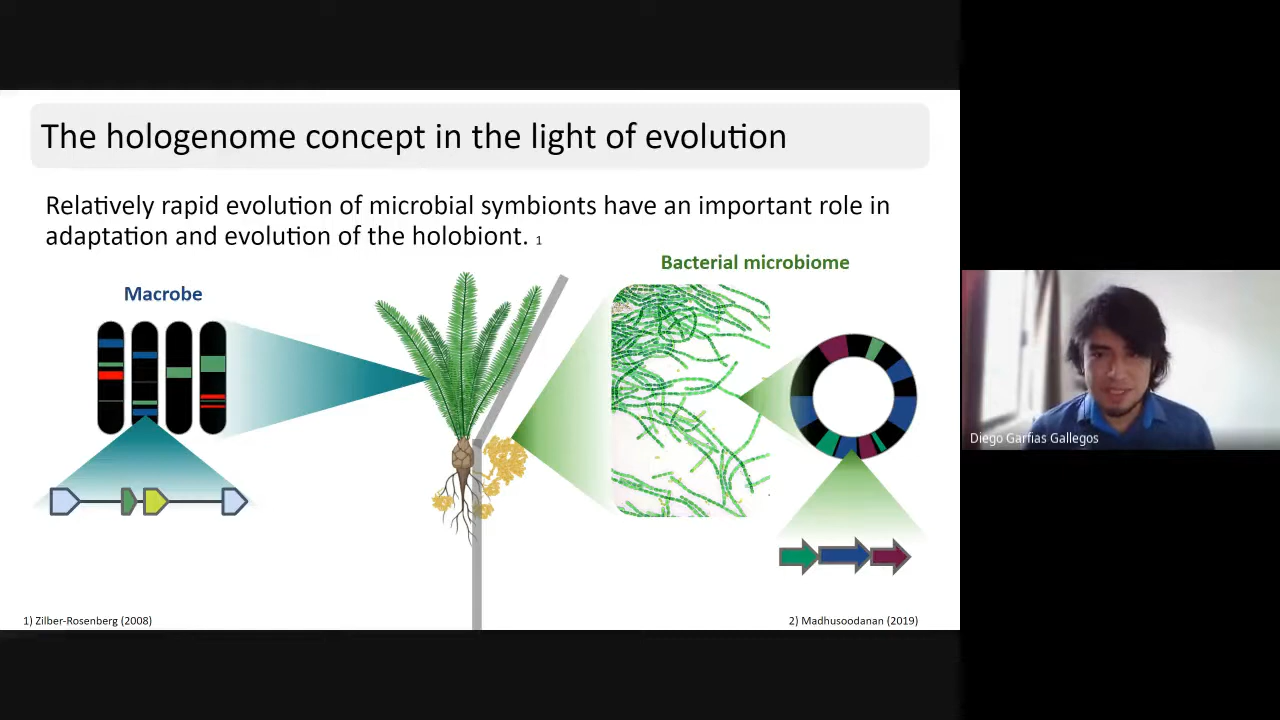 The hologenome concept in the light of evolution
Relatively rapid evolution of microbial symbionts have an important role in
adaptation and evolution of the holobiont. 1
Bacterial microbiome
Macrobe
Diego Garfias Gallegos
1) Zilber-Rosenberg (2008)
2) Madhusoodanan (2019)